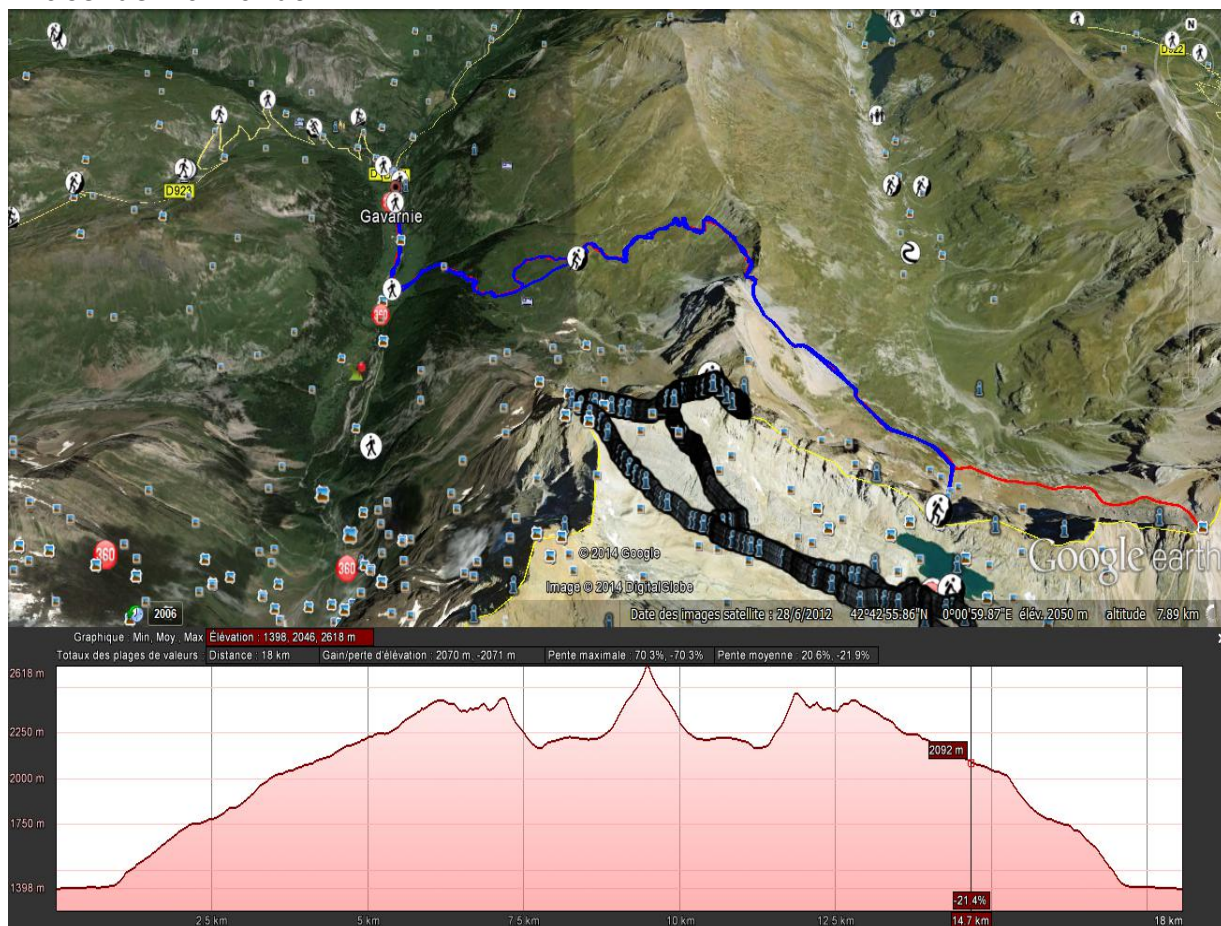 N
D922
D923
Gavarnie
360
360
360
© 2014 Google
Image © 2014 DigitalGlobe
Google earth
2006
Date des images satellite : 28/6/2012 42°42'55.86"N 0°00'59.87"E élév. 2050 m altitude 7.89 km
Graphique : Min, Moy, Max Élévation : 1398, 2046, 2618 m
Totaux des plages de valeurs : Distance : 18 km Gain/perte d'élévation : 2070 m, -2071 m Pente maximale : 70.3%, -70.3% Pente moyenne : 20.6%, -21.9%
2618 m
2250 m
2092 m
2000 m
1750 m
1398 m
-21.4%
2.5 km 5 km 7.5 km 10 km 12.5 km 14.7 km 18 km